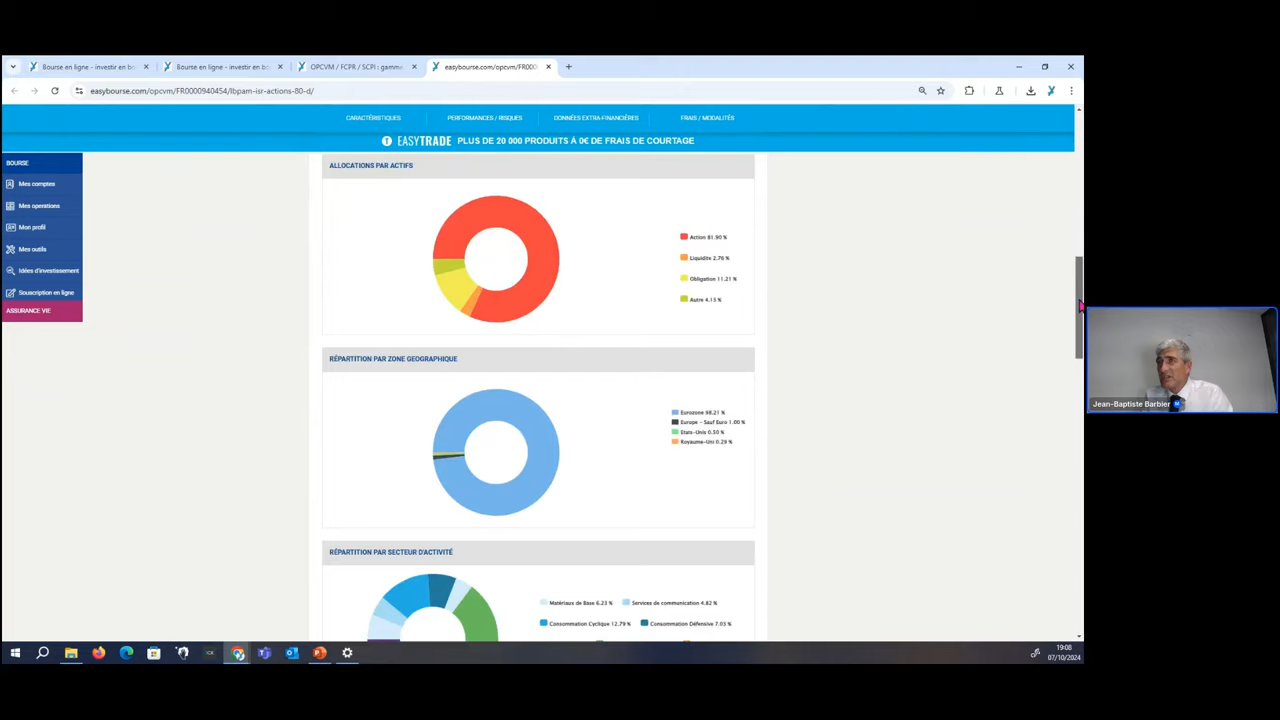 Bourse en ligne - investir en bo
Bourse en ligne - investir en bo
OPCVM / FCPR / SCPI : gamm
easybourse.com/opcvm/FR000
easybourse.com/opcvm/FR0000940454/lbpam-isr-actions-80-d/
CARACTÉRISTIQUES
PERFORMANCES / RISQUES
DONNÉES EXTRA-FINANCIÈRES
FRAIS / MODALITÉS
EASYTRADE PLUS DE 20 000 PRODUITS À 0€ DE FRAIS DE COURTAGE
BOURSE
Mes comptes
Mes operations
Mon profil
Mes outils
Idées d'investissement
Souscription en ligne
ASSURANCE VIE
ALLOCATIONS PAR ACTIFS
Action 81.90 %
Liquidite 2.76 %
Obligation 11.21 %
Autre 4.13 %
RÉPARTITION PAR ZONE GEOGRAPHIQUE
Eurozone 98.21 %
Europe - Sauf Euro 1.00 %
Etats-Unis 0.50 %
Royaume-Uni 0.29 %
RÉPARTITION PAR SECTEUR D'ACTIVITÉ
Matériaux de Base 6.23 %
Services de communication 4.82 %
Consommation Cyclique 12.79 %
Consommation Défensive 7.03 %
Jean-Baptiste Barbier
19:08
07/10/2024